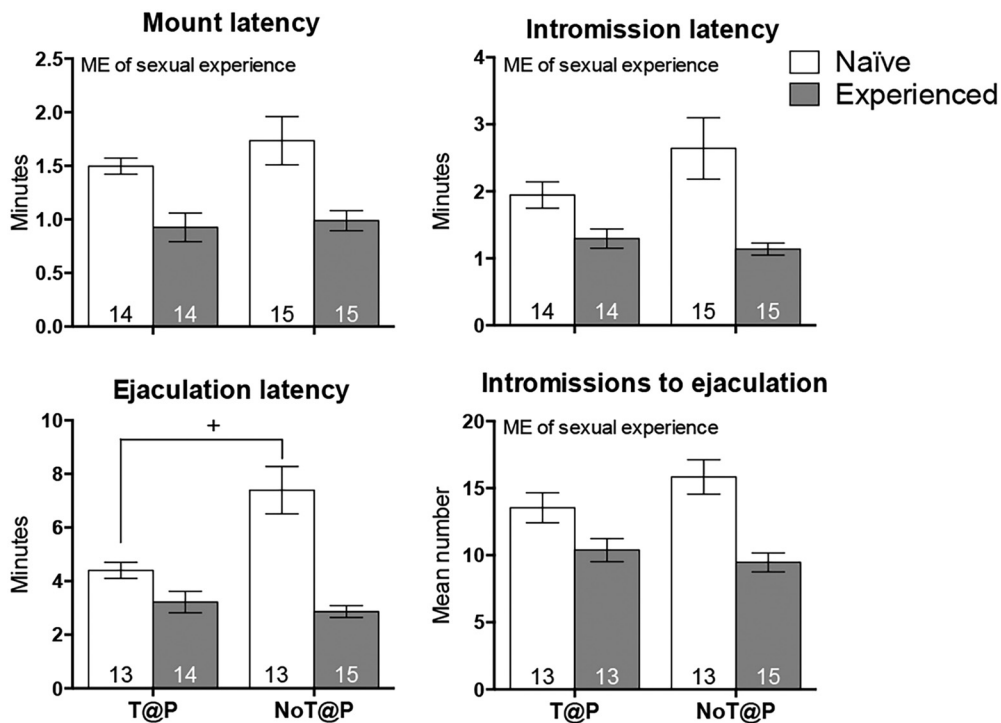 Mount latency
ME of sexual experience
Minutes
2.5
2.0
1.5
1.0
0.5
0.0
14
14
15
15
Intromission latency
ME of sexual experience
Minutes
4
3
2
1
0
14
14
15
15
Naïve
Experienced
Ejaculation latency
+
Minutes
10
8
6
4
2
0
13
14
13
15
T@P
NoT@P
Intromissions to ejaculation
ME of sexual experience
Mean number
20
15
10
5
0
13
13
13
15
T@P
NoT@P